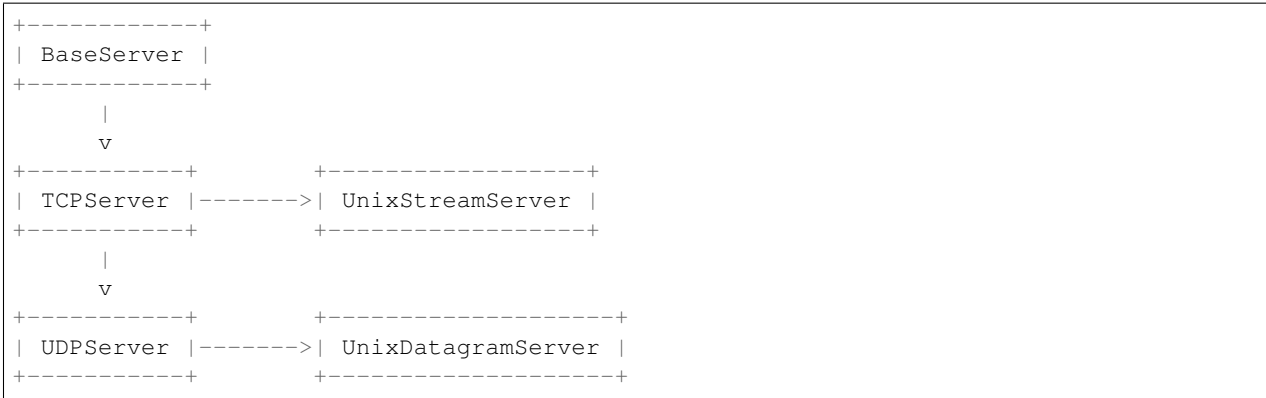 +------------+
| BaseServer |
+------------+
      |
      v
+-----------+        +------------------+
| TCPServer |------->| UnixStreamServer |
+-----------+        +------------------+
      |
      v
+-----------+        +--------------------+
| UDPServer |------->| UnixDatagramServer |
+-----------+        +--------------------+